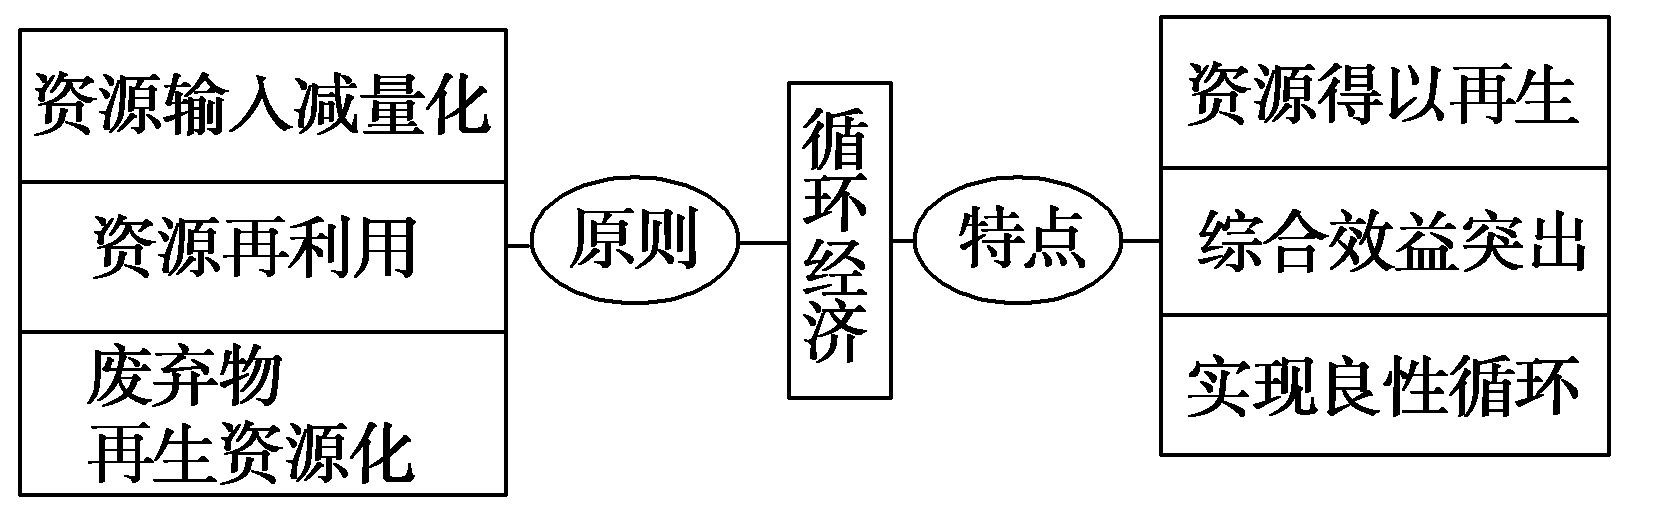 资源输入减量化
资源再利用
废弃物
再生资源化
原则
循环经济
特点
资源得以再生
综合效益突出
实现良性循环